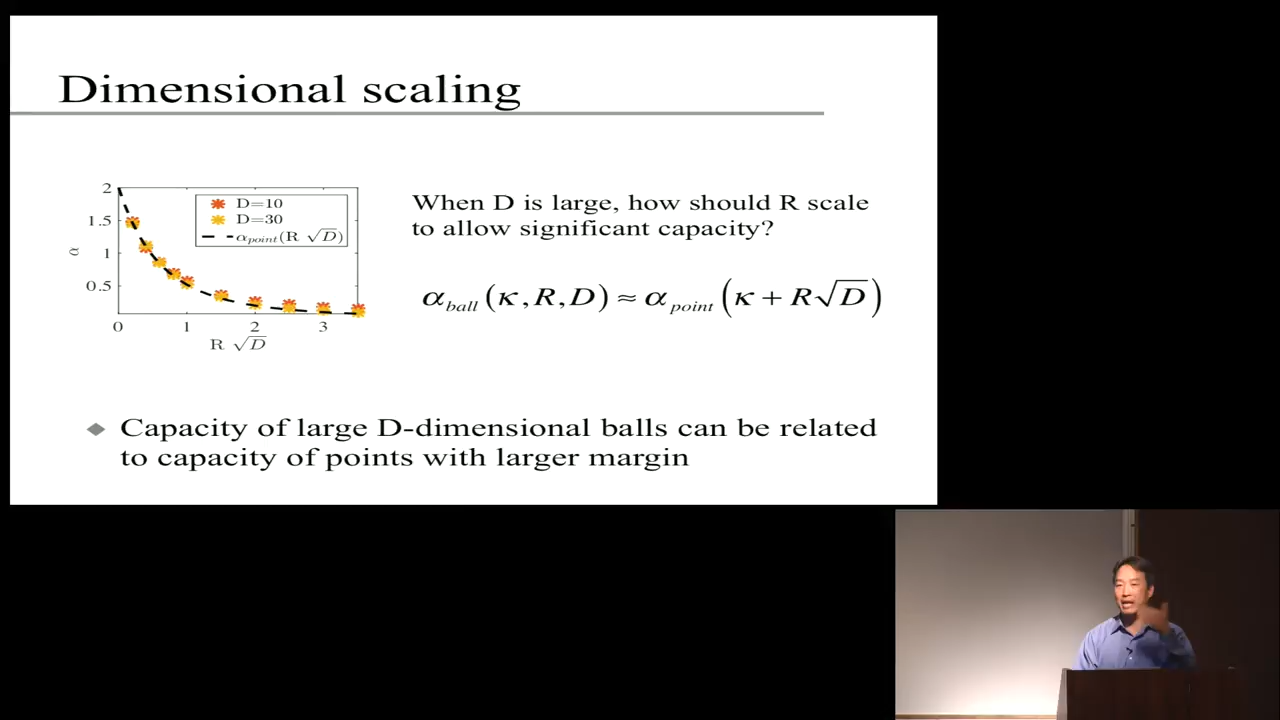 Dimensional scaling
2
1.5
1
0.5
α
0 1 2 3
R √D
D=10
D=30
α_point(R √D)
When D is large, how should R scale
to allow significant capacity?
α_ball (κ, R, D) ≈ α_point (κ + R√D)
Capacity of large D-dimensional balls can be related
to capacity of points with larger margin